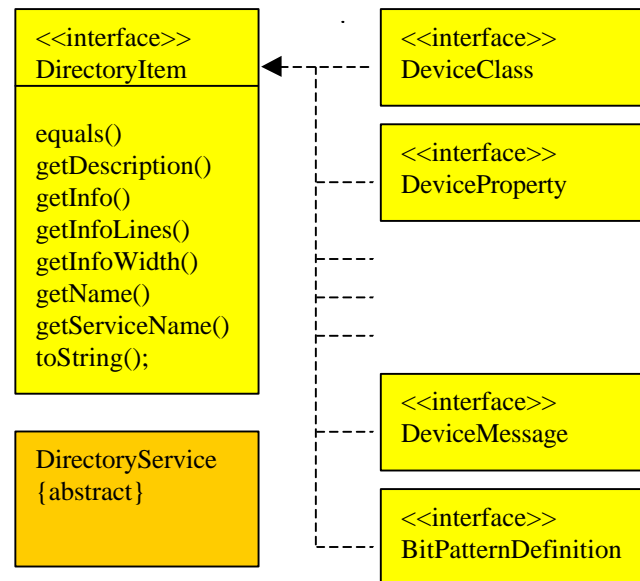 <<interface>>
DirectoryItem
equals()
getDescription()
getInfo()
getInfoLines()
getInfoWidth()
getName()
getServiceName()
toString();
DirectoryService
{abstract}
<<interface>>
DeviceClass
<<interface>>
DeviceProperty
<<interface>>
DeviceMessage
<<interface>>
BitPatternDefinition